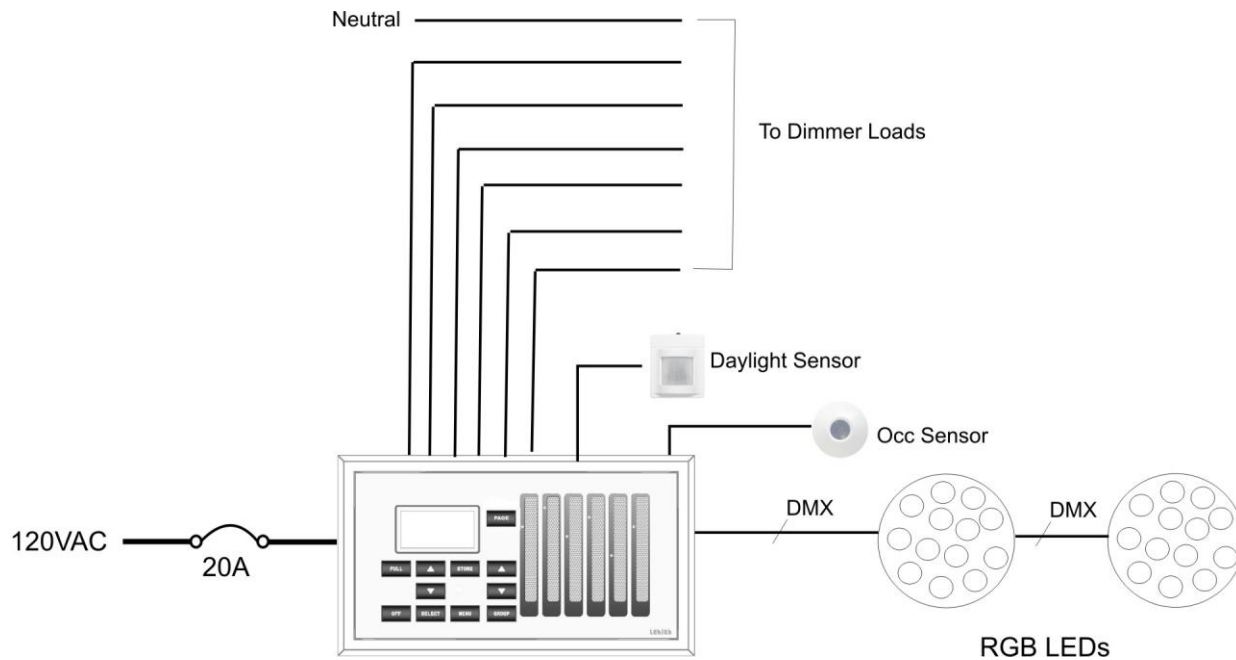 Neutral
To Dimmer Loads
Daylight Sensor
Occ Sensor
120VAC
20A
DMX
DMX
PAGE
FULL
STORE
OFF
SELECT
MENU
GROUP
RGB LEDs